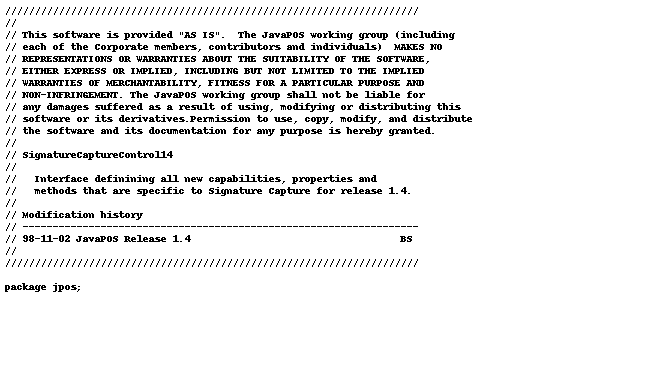 /////////////////////////////////////////////////////////////////////
//
// This software is provided "AS IS".  The JavaPOS working group (including
// each of the Corporate members, contributors and individuals)  MAKES NO
// REPRESENTATIONS OR WARRANTIES ABOUT THE SUITABILITY OF THE SOFTWARE,
// EITHER EXPRESS OR IMPLIED, INCLUDING BUT NOT LIMITED TO THE IMPLIED
// WARRANTIES OF MERCHANTABILITY, FITNESS FOR A PARTICULAR PURPOSE AND
// NON-INFRINGEMENT. The JavaPOS working group shall not be liable for
// any damages suffered as a result of using, modifying or distributing this
// software or its derivatives.Permission to use, copy, modify, and distribute
// the software and its documentation for any purpose is hereby granted.
//
// SignatureCaptureControl14
//
//   Interface definining all new capabilities, properties and
//   methods that are specific to Signature Capture for release 1.4.
//
// Modification history
// ------------------------------------------------------------------
// 98-11-02 JavaPOS Release 1.4                                   BS
//
/////////////////////////////////////////////////////////////////////
package jpos;